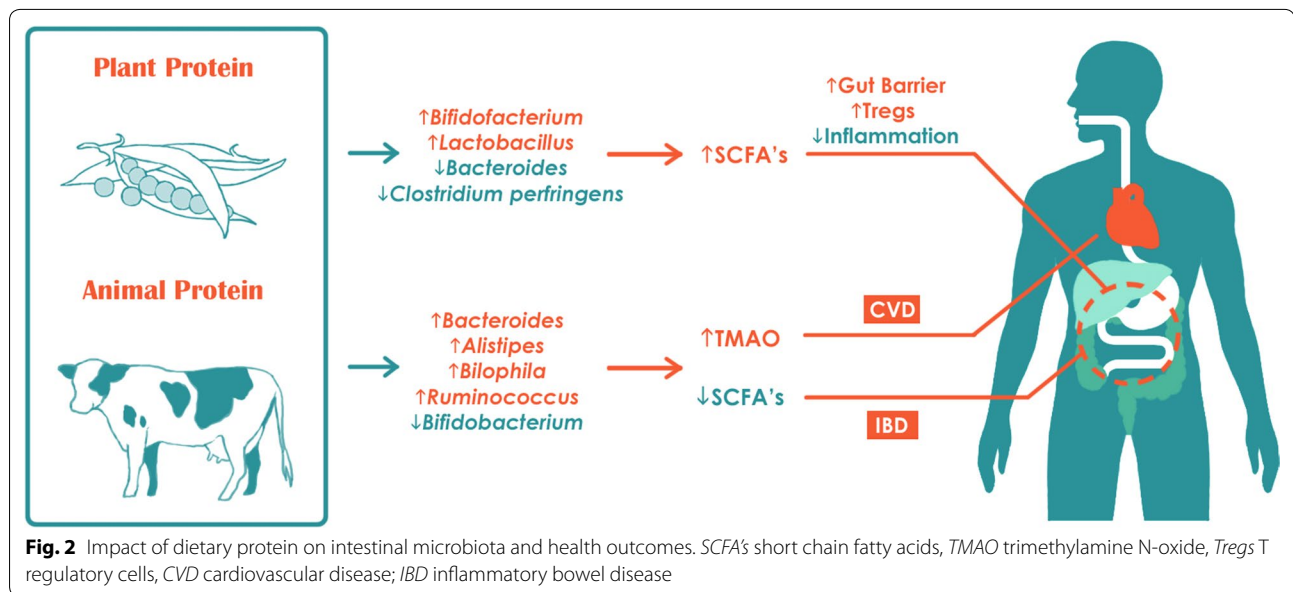 Plant Protein
↑Bifidofacterium
↑Lactobacillus
↓Bacteroides
↓Clostridium perfringens
↑SCFA's
↑Gut Barrier
↑Tregs
↓Inflammation
Animal Protein
↑Bacteroides
↑Alistipes
↑Bilophila
↑Ruminococcus
↓Bifidobacterium
↑TMAO
CVD
↓SCFA's
IBD
Fig. 2 Impact of dietary protein on intestinal microbiota and health outcomes. SCFA's short chain fatty acids, TMAO trimethylamine N-oxide, Tregs T
regulatory cells, CVD cardiovascular disease; IBD inflammatory bowel disease